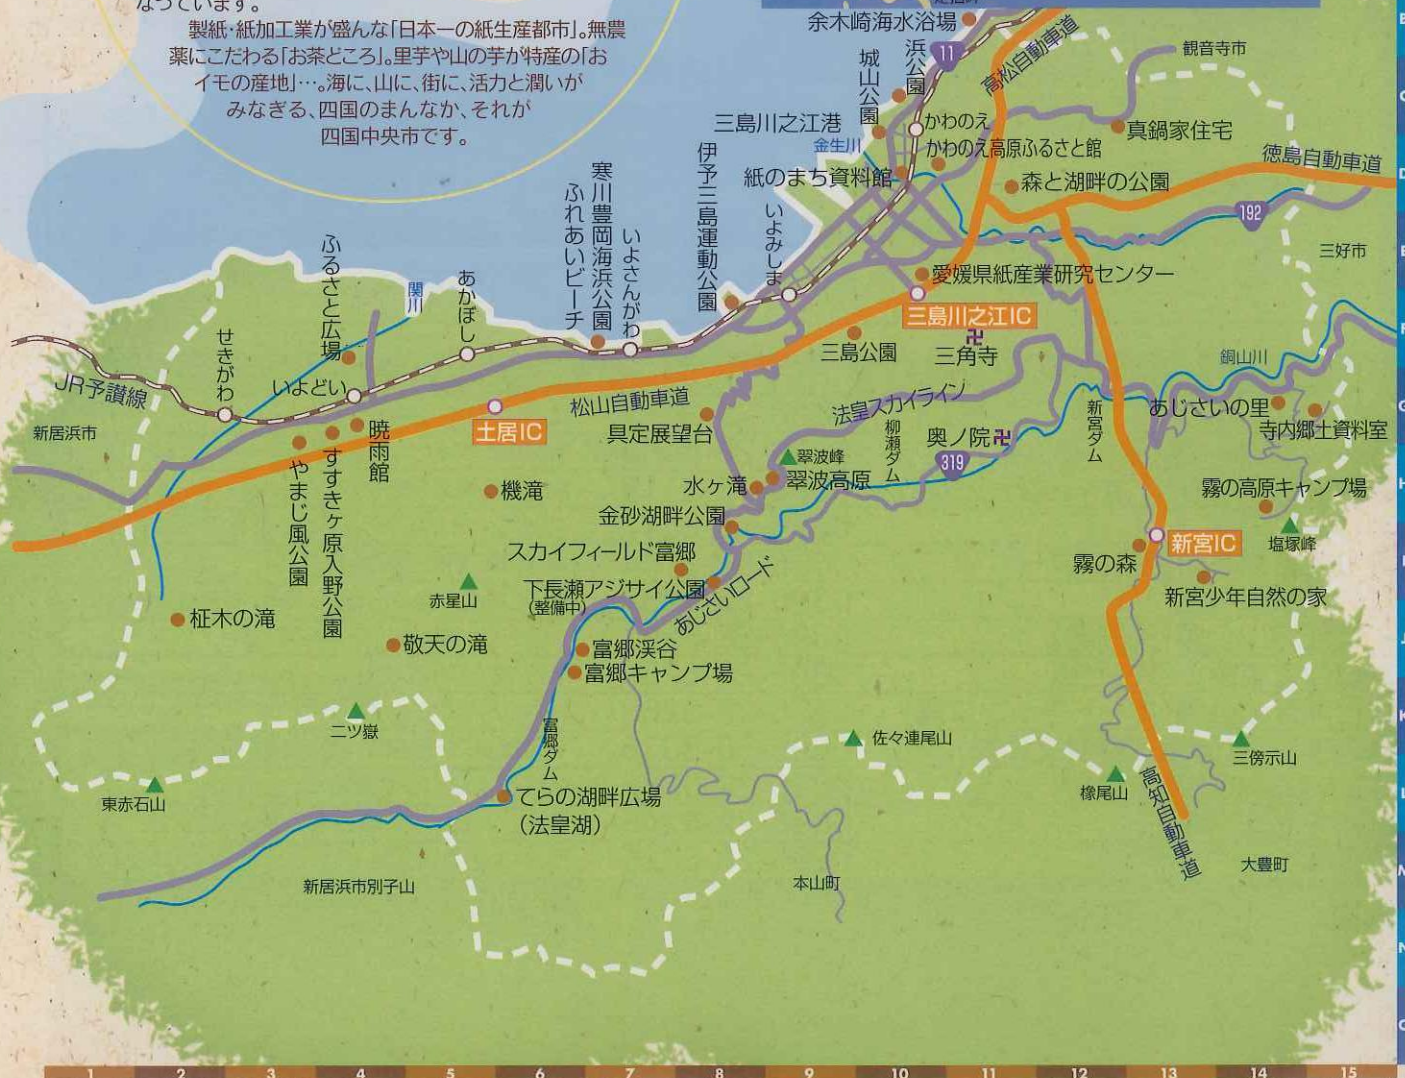 なっています。
製紙・紙加工業が盛んな「日本一の紙生産都市」。無農
薬にこだわる「お茶どころ」。里芋や山の芋が特産の「お
イモの産地」…。海に、山に、街に、活力と潤いが
みなぎる、四国のまんなか、それが
四国中央市です。
余木崎海水浴場
11
高松自動車道
観音寺市
浜公園
城山公園
三島川之江港
かわのえ
真鍋家住宅
金生川
かわのえ高原ふるさと館
徳島自動車道
紙のまち資料館
森と湖畔の公園
192
伊予三島運動公園
いよみしま
寒川豊岡海浜公園
ふれあいビーチ
いよさんがわ
三好市
愛媛県紙産業研究センター
三島川之江IC
ふるさと広場
関川
あかぼし
せきがわ
いよどい
JR予讃線
新居浜市
三島公園
三角寺
銅山川
松山自動車道
土居IC
具定展望台
法皇スカイライン
柳瀬ダム
奥ノ院
319
新宮ダム
あじさいの里
寺内郷土資料室
暁雨館
すすきヶ原入野公園
やまじ風公園
機滝
水ヶ滝
翠波峰
翠波高原
霧の高原キャンプ場
金砂湖畔公園
塩塚峰
新宮IC
スカイフィールド富郷
霧の森
下長瀬アジサイ公園
(整備中)
あじさいロード
新宮少年自然の家
赤星山
柾木の滝
敬天の滝
富郷渓谷
富郷キャンプ場
二ツ嶽
富郷ダム
佐々連尾山
三傍示山
東赤石山
てらの湖畔広場
(法皇湖)
橡尾山
高知自動車道
新居浜市別子山
本山町
大豊町
1 2 3 4 5 6 7 8 9 10 11 12 13 14 15